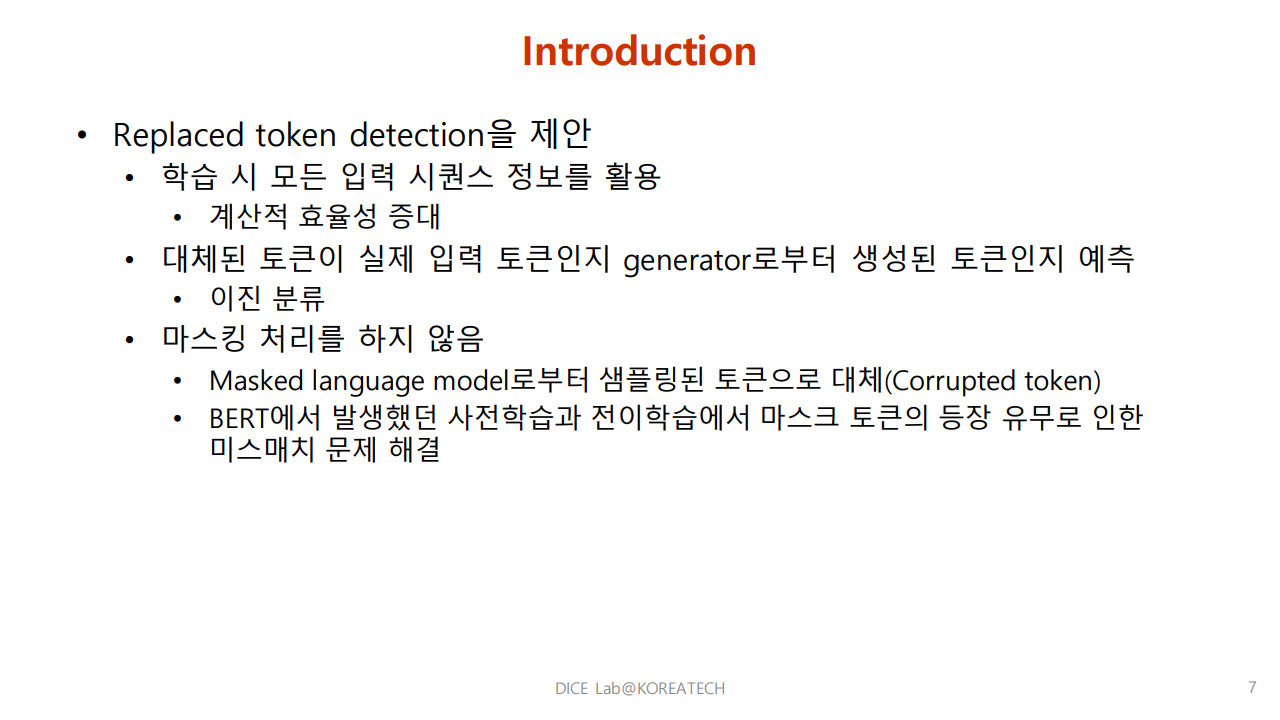 Introduction
• Replaced token detection을 제안
• 학습 시 모든 입력 시퀀스 정보를 활용
• 계산적 효율성 증대
• 대체된 토큰이 실제 입력 토큰인지 generator로부터 생성된 토큰인지 예측
• 이진 분류
• 마스킹 처리를 하지 않음
• Masked language model로부터 샘플링된 토큰으로 대체(Corrupted token)
• BERT에서 발생했던 사전학습과 전이학습에서 마스크 토큰의 등장 유무로 인한
미스매치 문제 해결
DICE Lab@KOREATECH
7